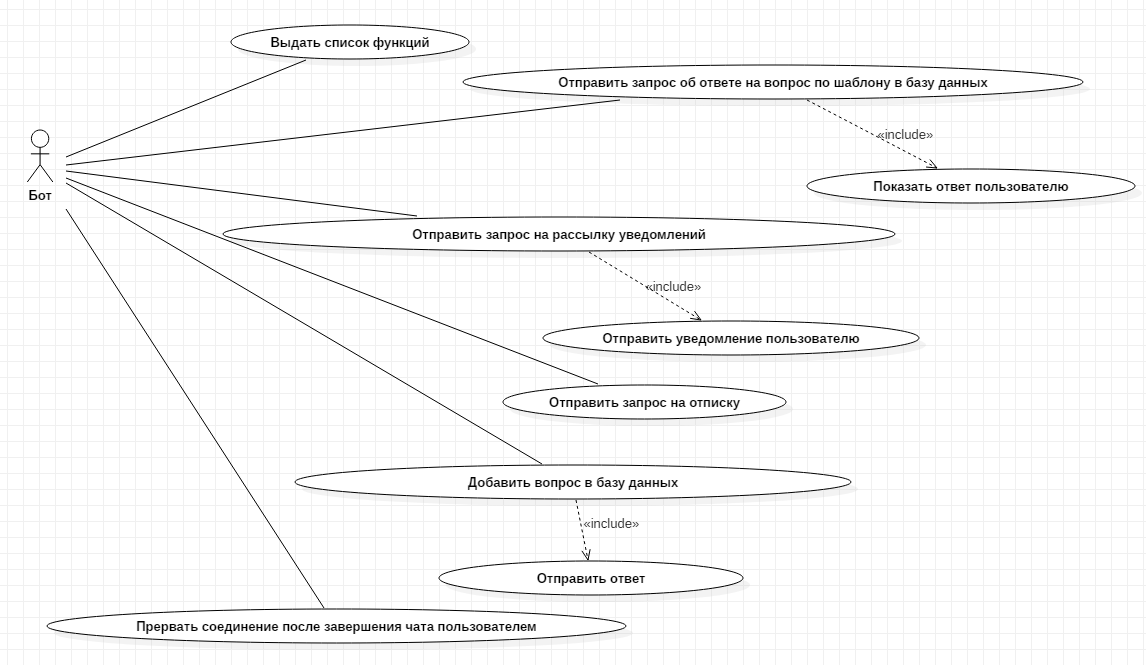 Выдать список функций
Отправить запрос об ответе на вопрос по шаблону в базу данных
«include»
Показать ответ пользователю
Бот
Отправить запрос на рассылку уведомлений
«include»
Отправить уведомление пользователю
Отправить запрос на отписку
Добавить вопрос в базу данных
«include»
Отправить ответ
Прервать соединение после завершения чата пользователем